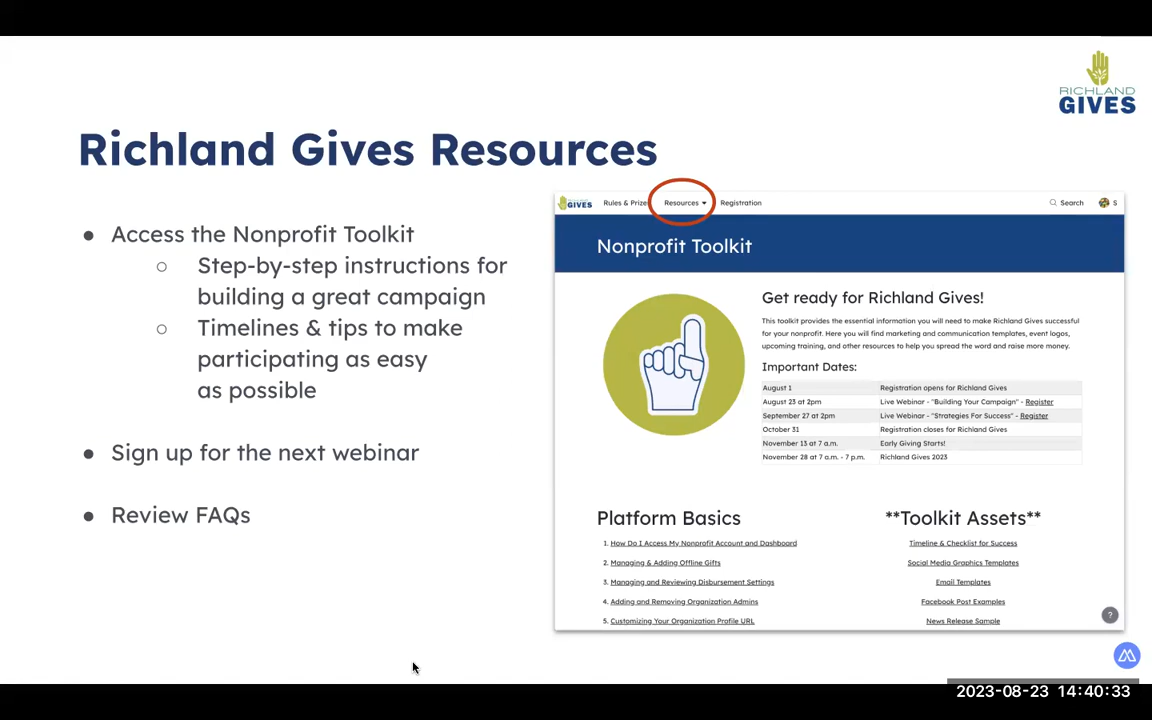 RICHLAND
GIVES
Richland Gives Resources
● Access the Nonprofit Toolkit
○ Step-by-step instructions for
building a great campaign
○ Timelines & tips to make
participating as easy
as possible
● Sign up for the next webinar
● Review FAQs
RICHLAND
GIVES
Rules & Prize
Resources
Registration
Search
S
Nonprofit Toolkit
Get ready for Richland Gives!
This toolkit provides the essential information you will need to make Richland Gives successful
for your nonprofit. Here you will find marketing and communication templates, event logos,
upcoming training, and other resources to help you spread the word and raise more money.
Important Dates:
August 1 Registration opens for Richland Gives
August 23 at 2pm Live Webinar - "Building Your Campaign" - Register
September 27 at 2pm Live Webinar - "Strategies For Success" - Register
October 31 Registration closes for Richland Gives
November 13 at 7 a.m. Early Giving Starts!
November 28 at 7 a.m. - 7 p.m. Richland Gives 2023
Platform Basics
1. How Do I Access My Nonprofit Account and Dashboard
2. Managing & Adding Offline Gifts
3. Managing and Reviewing Disbursement Settings
4. Adding and Removing Organization Admins
5. Customizing Your Organization Profile URL
**Toolkit Assets**
Timeline & Checklist for Success
Social Media Graphics Templates
Email Templates
Facebook Post Examples
News Release Sample
?
2023-08-23 14:40:33